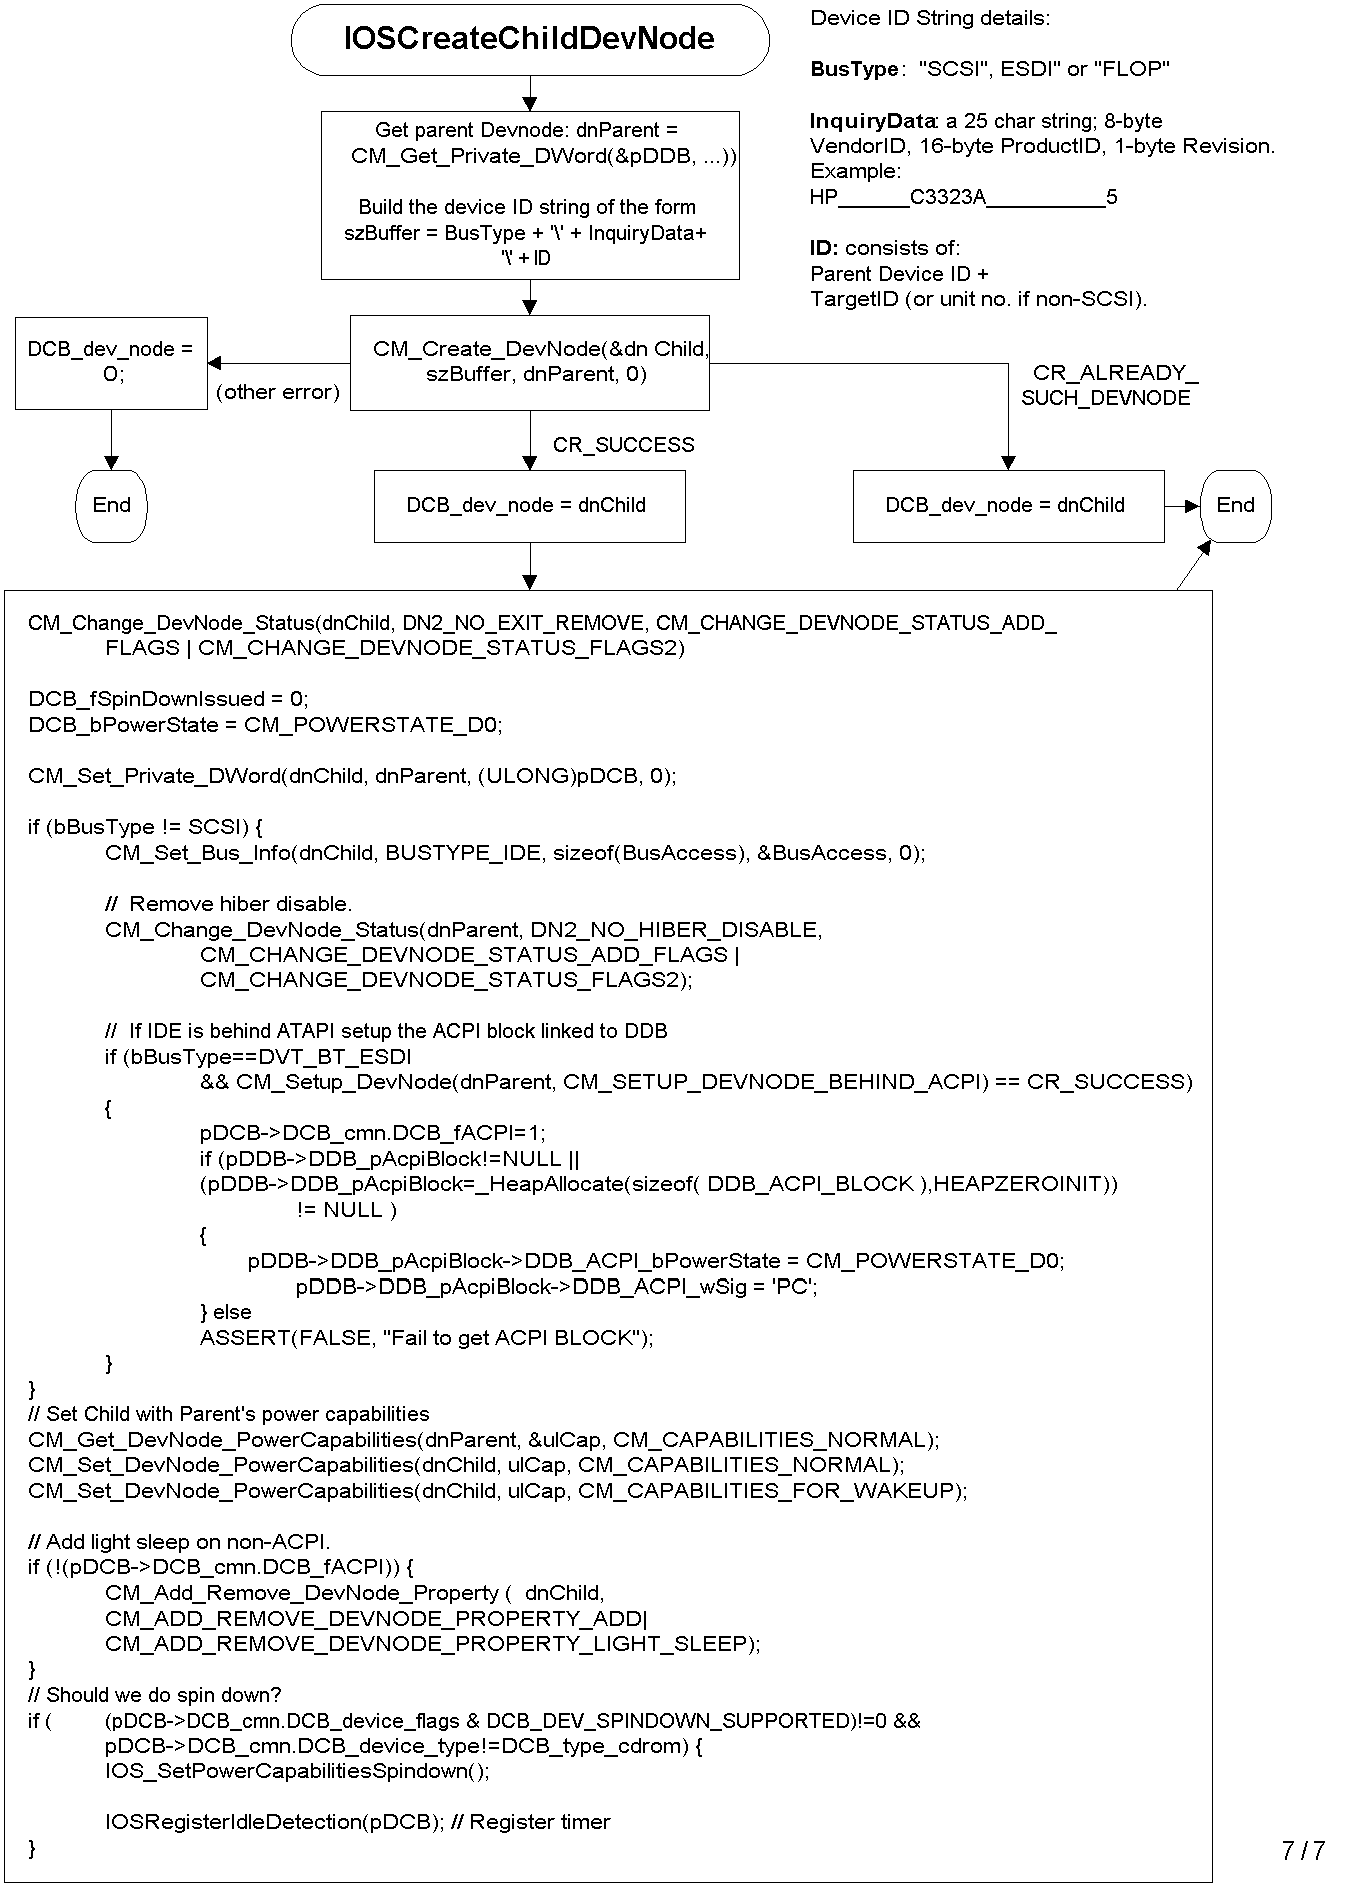 IOSCreateChildDevNode
Device ID String details:
BusType: "SCSI", ESDI" or "FLOP"
InquiryData: a 25 char string; 8-byte
VendorID, 16-byte ProductID, 1-byte Revision.
Example:
HP______C3323A__________5
ID: consists of:
Parent Device ID +
TargetID (or unit no. if non-SCSI).
Get parent Devnode: dnParent =
CM_Get_Private_DWord(&pDDB, ...))
Build the device ID string of the form
szBuffer = BusType + '\' + InquiryData+
'\' + ID
DCB_dev_node =
0;
(other error)
CM_Create_DevNode(&dn Child,
szBuffer, dnParent, 0)
CR_ALREADY_
SUCH_DEVNODE
CR_SUCCESS
End
DCB_dev_node = dnChild
DCB_dev_node = dnChild
End
CM_Change_DevNode_Status(dnChild, DN2_NO_EXIT_REMOVE, CM_CHANGE_DEVNODE_STATUS_ADD_
FLAGS | CM_CHANGE_DEVNODE_STATUS_FLAGS2)
DCB_fSpinDownIssued = 0;
DCB_bPowerState = CM_POWERSTATE_D0;
CM_Set_Private_DWord(dnChild, dnParent, (ULONG)pDCB, 0);
if (bBusType != SCSI) {
CM_Set_Bus_Info(dnChild, BUSTYPE_IDE, sizeof(BusAccess), &BusAccess, 0);
// Remove hiber disable.
CM_Change_DevNode_Status(dnParent, DN2_NO_HIBER_DISABLE,
CM_CHANGE_DEVNODE_STATUS_ADD_FLAGS |
CM_CHANGE_DEVNODE_STATUS_FLAGS2);
// If IDE is behind ATAPI setup the ACPI block linked to DDB
if (bBusType==DVT_BT_ESDI
&& CM_Setup_DevNode(dnParent, CM_SETUP_DEVNODE_BEHIND_ACPI) == CR_SUCCESS)
{
pDCB->DCB_cmn.DCB_fACPI=1;
if (pDDB->DDB_pAcpiBlock!=NULL ||
(pDDB->DDB_pAcpiBlock=_HeapAllocate(sizeof( DDB_ACPI_BLOCK ),HEAPZEROINIT))
!= NULL )
{
pDDB->DDB_pAcpiBlock->DDB_ACPI_bPowerState = CM_POWERSTATE_D0;
pDDB->DDB_pAcpiBlock->DDB_ACPI_wSig = 'PC';
} else
ASSERT(FALSE, "Fail to get ACPI BLOCK");
}
}
// Set Child with Parent's power capabilities
CM_Get_DevNode_PowerCapabilities(dnParent, &ulCap, CM_CAPABILITIES_NORMAL);
CM_Set_DevNode_PowerCapabilities(dnChild, ulCap, CM_CAPABILITIES_NORMAL);
CM_Set_DevNode_PowerCapabilities(dnChild, ulCap, CM_CAPABILITIES_FOR_WAKEUP);
// Add light sleep on non-ACPI.
if (!(pDCB->DCB_cmn.DCB_fACPI)) {
CM_Add_Remove_DevNode_Property ( dnChild,
CM_ADD_REMOVE_DEVNODE_PROPERTY_ADD|
CM_ADD_REMOVE_DEVNODE_PROPERTY_LIGHT_SLEEP);
}
// Should we do spin down?
if ( (pDCB->DCB_cmn.DCB_device_flags & DCB_DEV_SPINDOWN_SUPPORTED)!=0 &&
pDCB->DCB_cmn.DCB_device_type!=DCB_type_cdrom) {
IOS_SetPowerCapabilitiesSpindown();
IOSRegisterIdleDetection(pDCB); // Register timer
}
7 / 7